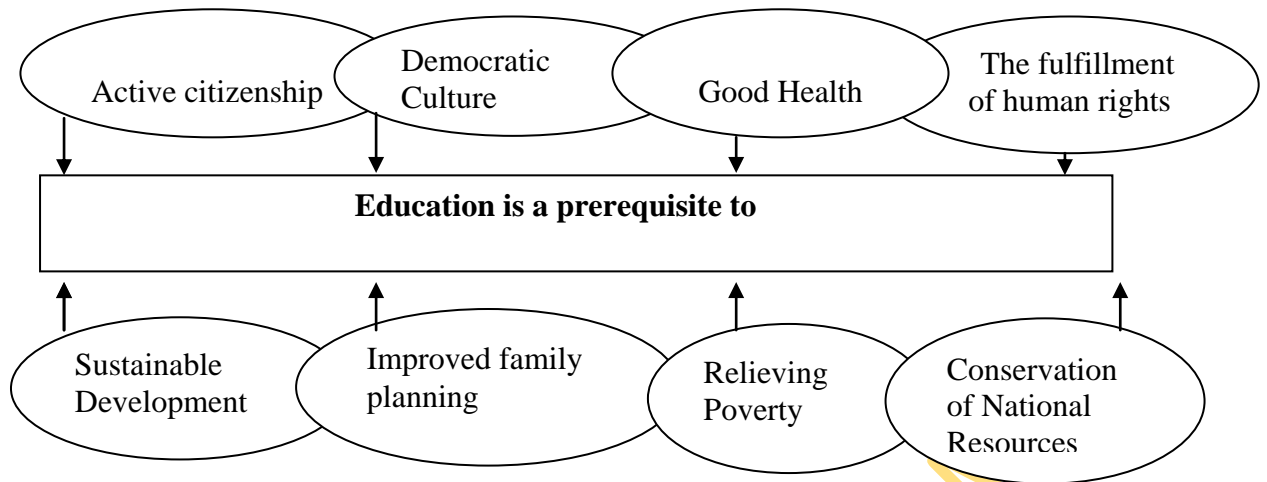 Active citizenship
Democratic
Culture
Good Health
The fulfillment
of human rights
Education is a prerequisite to
Sustainable
Development
Improved family
planning
Relieving
Poverty
Conservation
of National
Resources